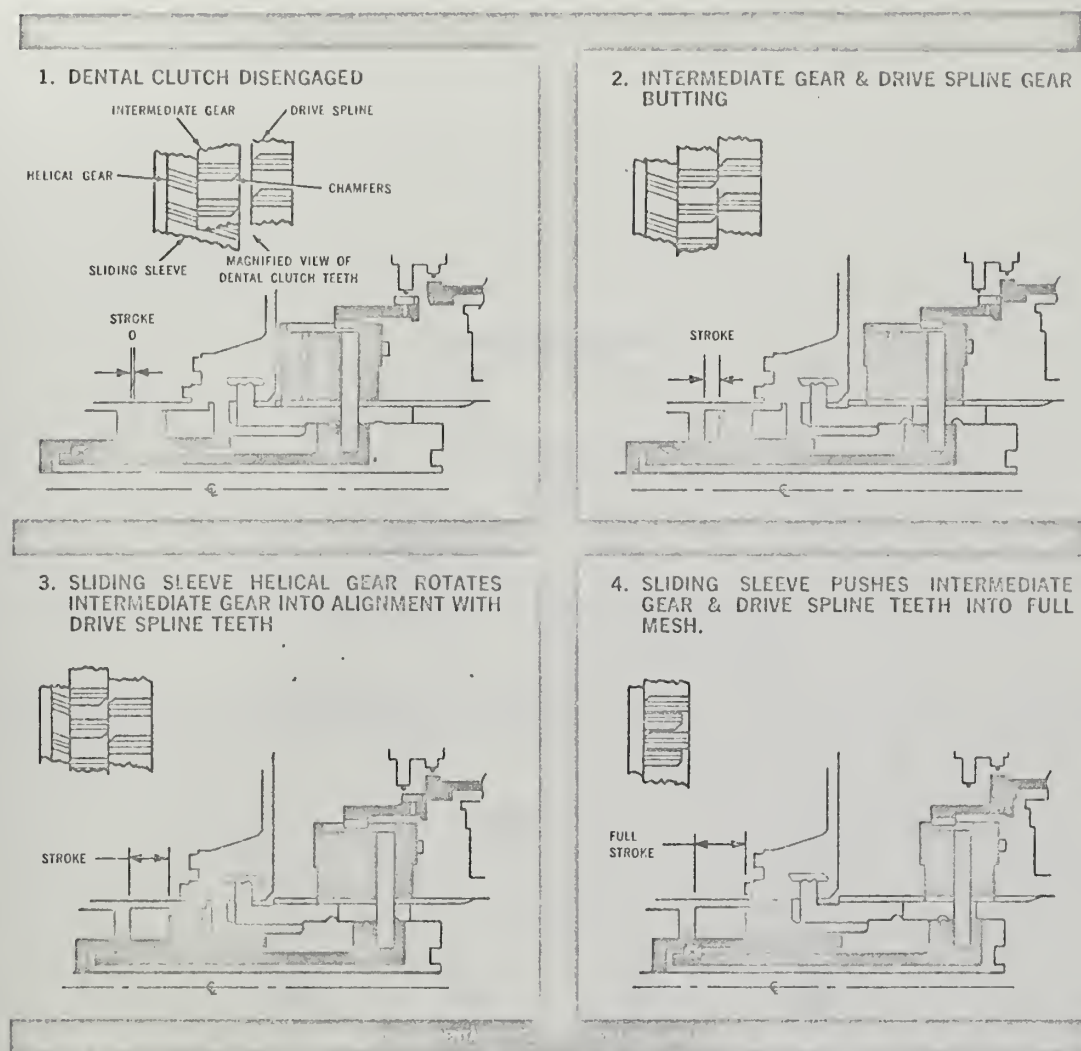 1. DENTAL CLUTCH DISENGAGED
INTERMEDIATE GEAR
DRIVE SPLINE
HELICAL GEAR
CHAMFERS
SLIDING SLEEVE
MAGNIFIED VIEW OF
DENTAL CLUTCH TEETH
STROKE
0
℄
2. INTERMEDIATE GEAR & DRIVE SPLINE GEAR
BUTTING
STROKE
℄
3. SLIDING SLEEVE HELICAL GEAR ROTATES
INTERMEDIATE GEAR INTO ALIGNMENT WITH
DRIVE SPLINE TEETH
STROKE
℄
4. SLIDING SLEEVE PUSHES INTERMEDIATE
GEAR & DRIVE SPLINE TEETH INTO FULL
MESH.
FULL
STROKE
℄